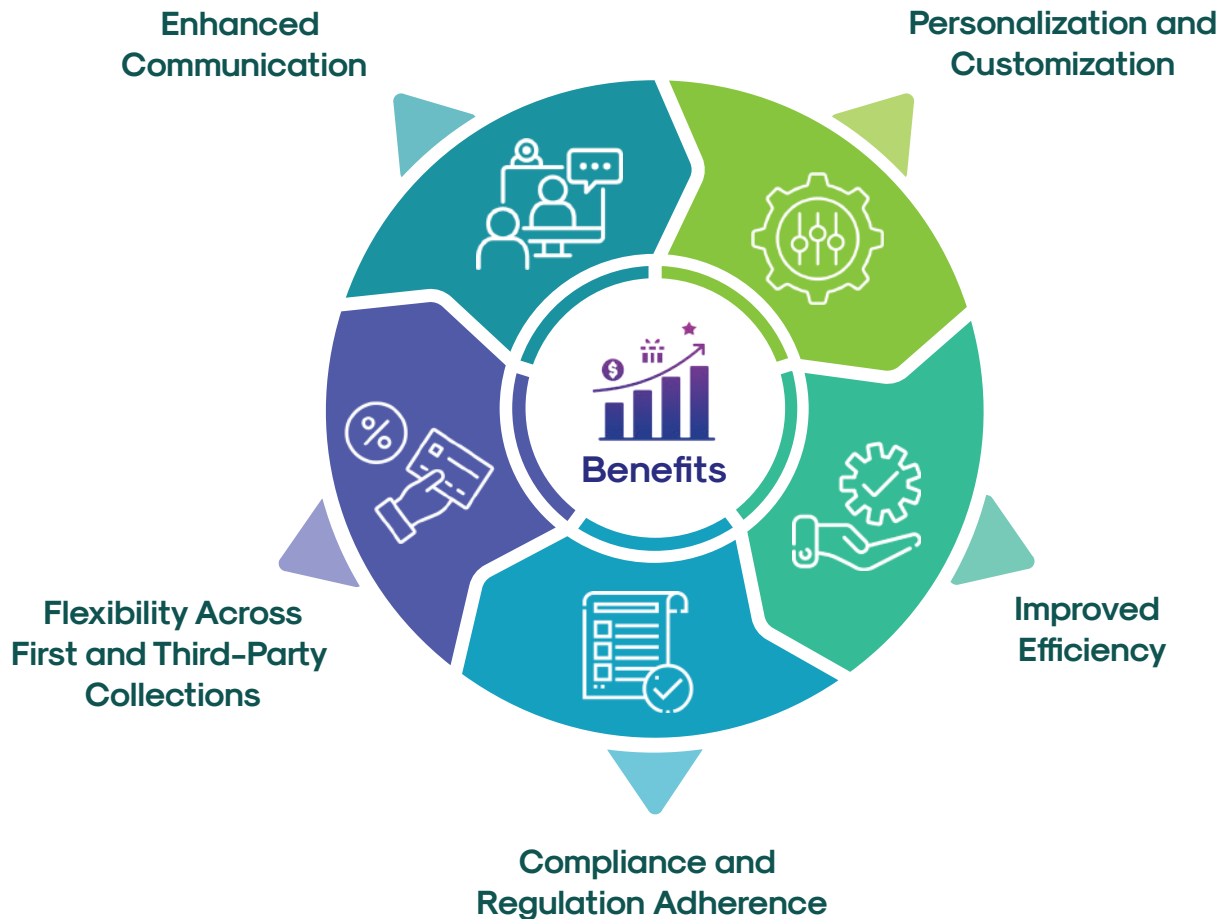 Enhanced
Communication
Personalization and
Customization
Benefits
Improved
Efficiency
Flexibility Across
First and Third-Party
Collections
Compliance and
Regulation Adherence